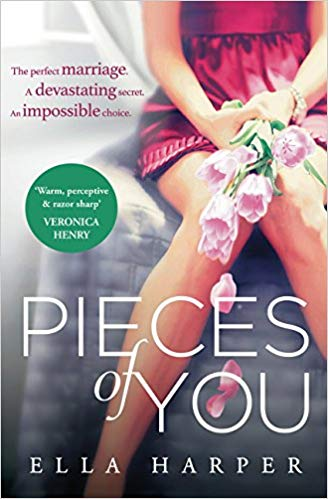 The perfect marriage.
A devastating secret.
An impossible choice.
'Warm, perceptive
& razor sharp'
VERONICA
HENRY
PIECES
of YOU
ELLA HARPER